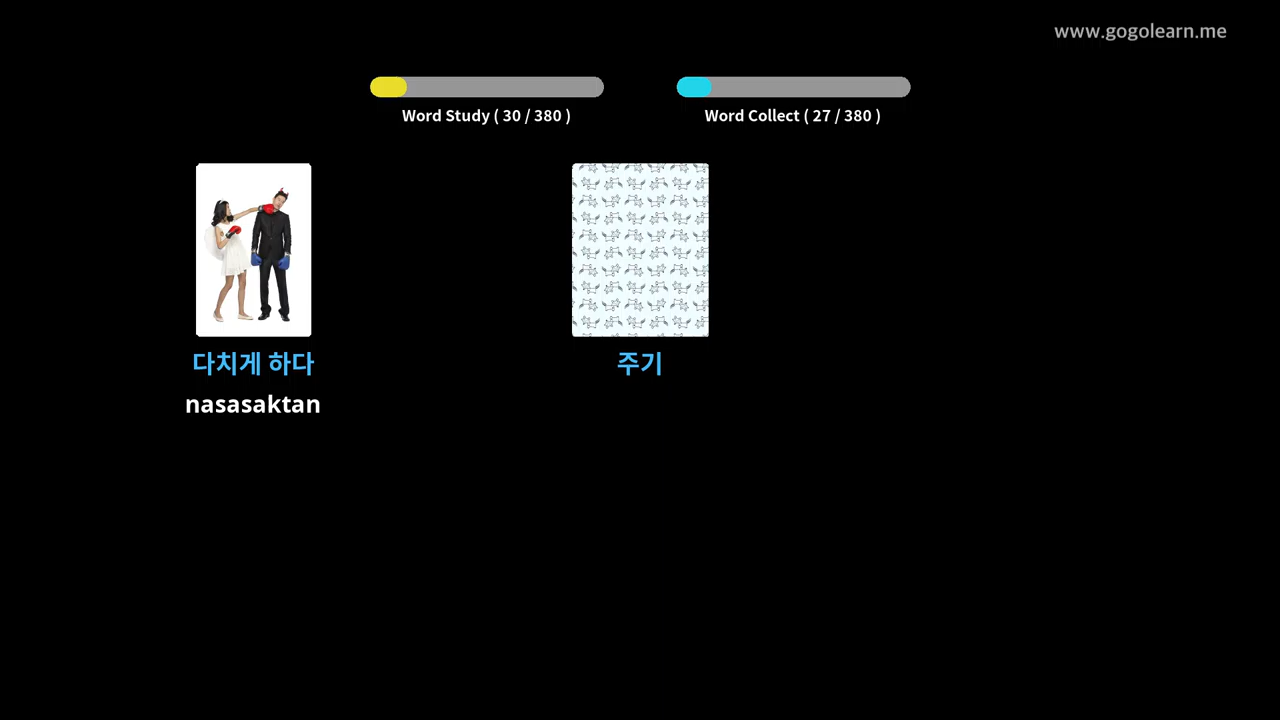 www.gogolearn.me
Word Study ( 30 / 380 )
Word Collect ( 27 / 380 )
다치게 하다
nasasaktan
주기